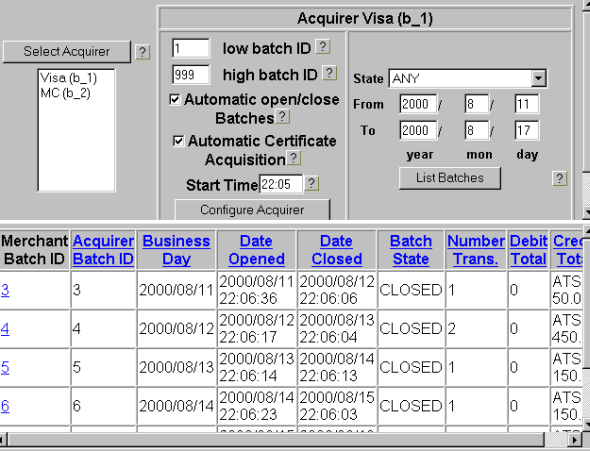 Acquirer Visa (b_1)
Select Acquirer ?
Visa (b_1)
MC (b_2)
1 low batch ID ?
999 high batch ID ?
Automatic open/close
Batches ?
Automatic Certificate
Acquisition ?
Start Time 22:05 ?
Configure Acquirer
State ANY
From 2000 / 8 / 11
To 2000 / 8 / 17
year mon day
List Batches ?
Merchant Acquirer Business Date Date Batch Number Debit Cre
Batch ID Batch ID Day Opened Closed State Trans. Total Tot
3 3 2000/08/11 2000/08/11 22:06:36 2000/08/12 22:06:06 CLOSED 1 0 ATS 50.0
4 4 2000/08/12 2000/08/12 22:06:17 2000/08/13 22:06:04 CLOSED 2 0 ATS 450.
5 5 2000/08/13 2000/08/13 22:06:14 2000/08/14 22:06:13 CLOSED 1 0 ATS 150.
6 6 2000/08/14 2000/08/14 22:06:23 2000/08/15 22:06:03 CLOSED 1 0 ATS 150.